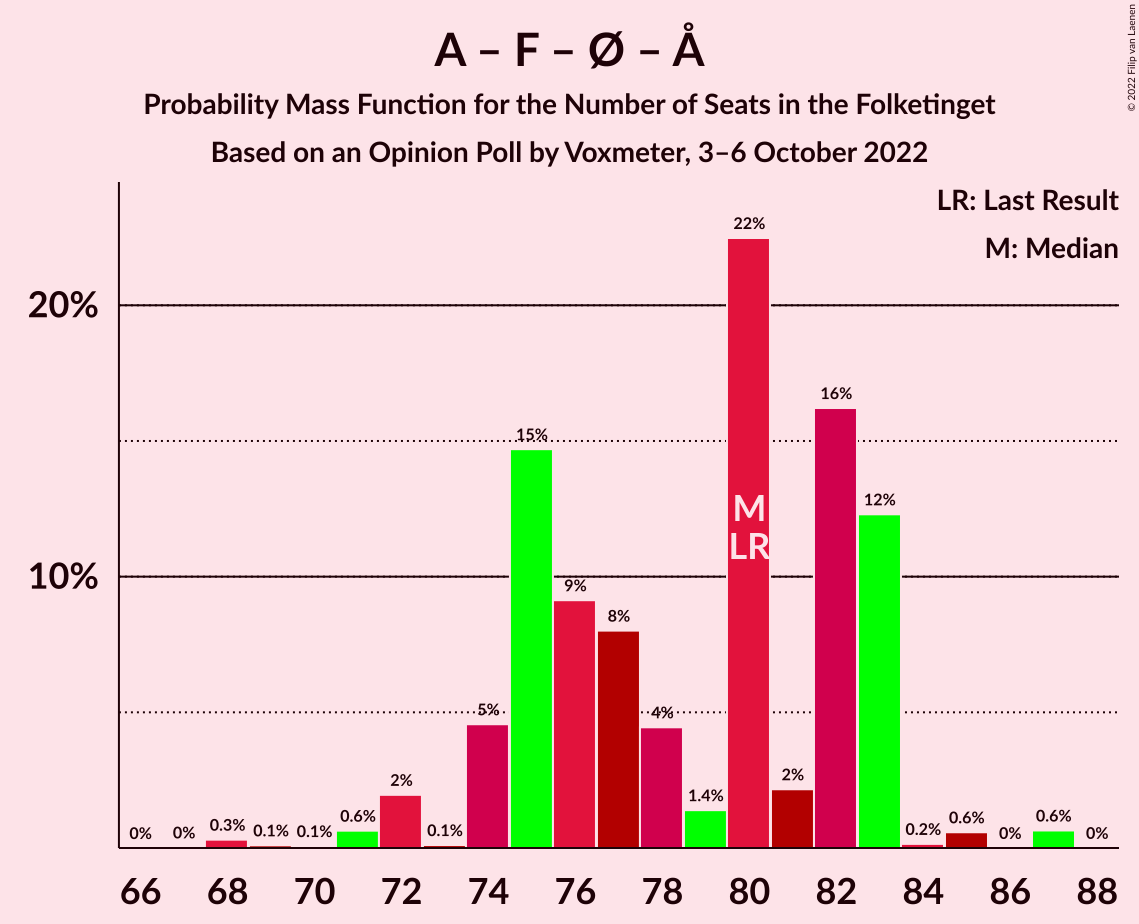 A – F – Ø – Å
Probability Mass Function for the Number of Seats in the Folketinget
Based on an Opinion Poll by Voxmeter, 3–6 October 2022
© 2022 Filip van Laenen
LR: Last Result
M: Median
20%
10%
0%
0%
0.3%
0.1%
0.1%
0.6%
2%
0.1%
5%
15%
9%
8%
4%
1.4%
22%
2%
16%
12%
0.2%
0.6%
0%
0.6%
0%
M
LR
66 68 70 72 74 76 78 80 82 84 86 88